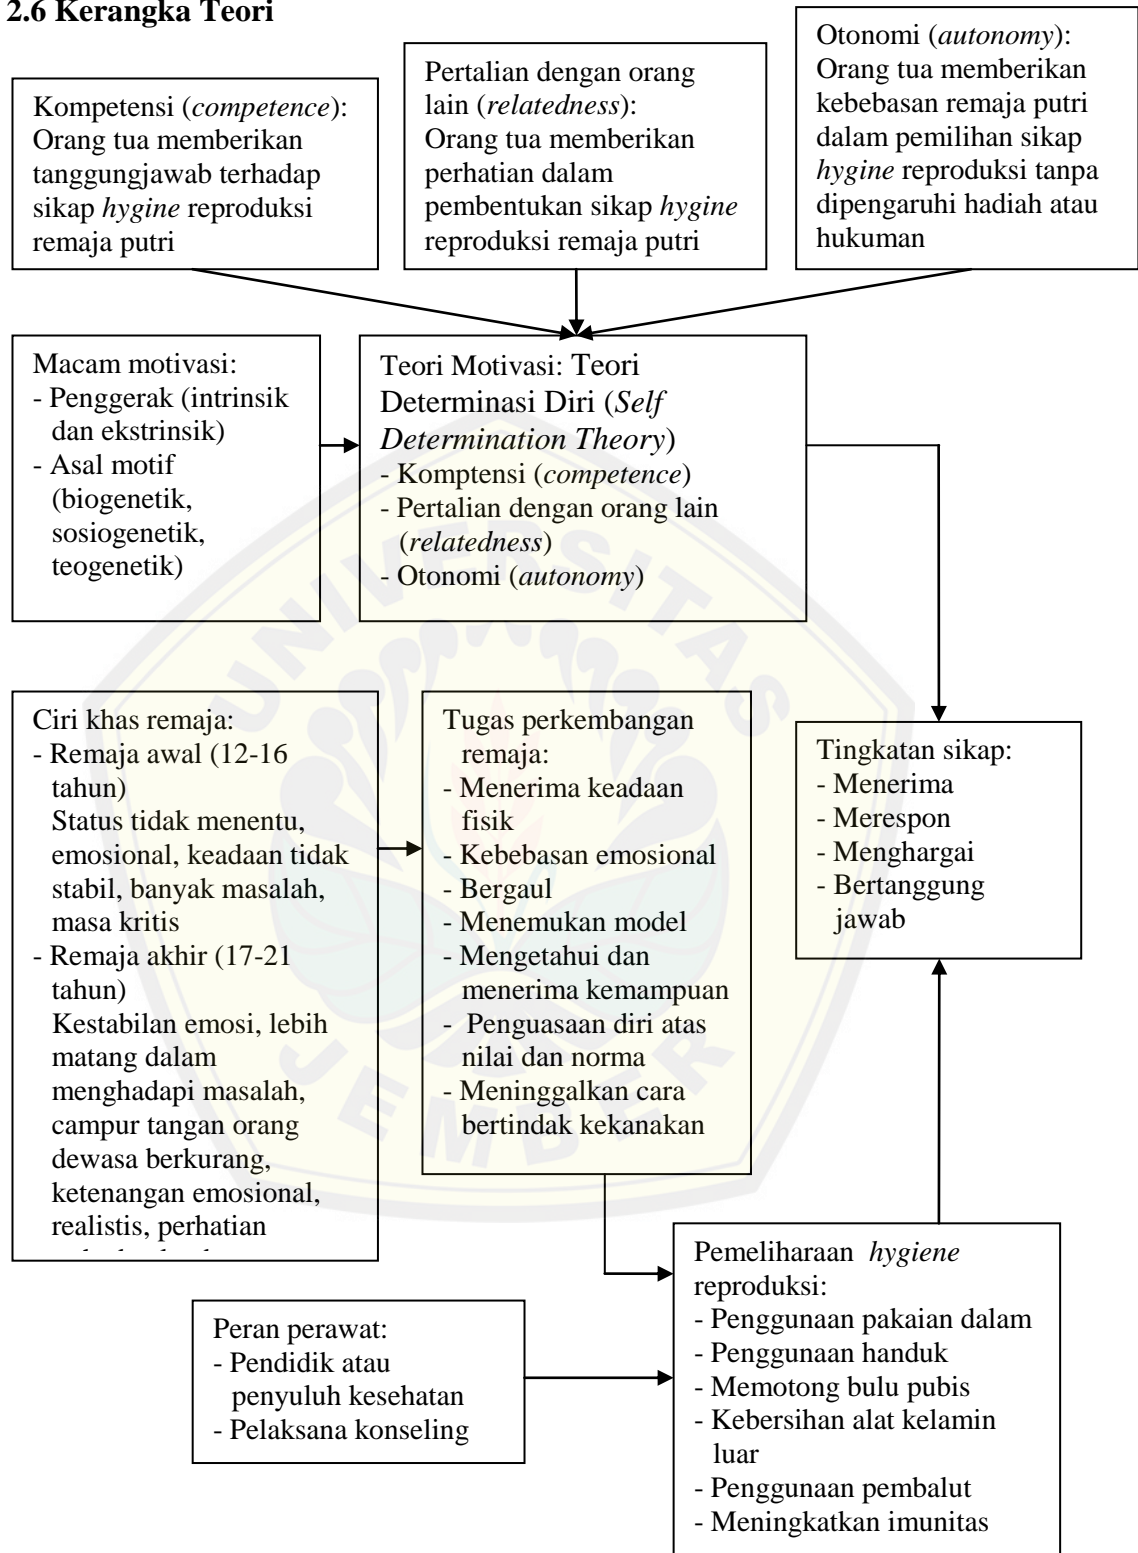 2.6 Kerangka Teori
Kompetensi (competence):
Orang tua memberikan
tanggungjawab terhadap
sikap hygine reproduksi
remaja putri
Pertalian dengan orang
lain (relatedness):
Orang tua memberikan
perhatian dalam
pembentukan sikap hygine
reproduksi remaja putri
Otonomi (autonomy):
Orang tua memberikan
kebebasan remaja putri
dalam pemilihan sikap
hygine reproduksi tanpa
dipengaruhi hadiah atau
hukuman
Macam motivasi:
- Penggerak (intrinsik
dan ekstrinsik)
- Asal motif
(biogenetik,
sosiogenetik,
teogenetik)
Teori Motivasi: Teori
Determinasi Diri (Self
Determination Theory)
- Komptensi (competence)
- Pertalian dengan orang lain
(relatedness)
- Otonomi (autonomy)
Ciri khas remaja:
- Remaja awal (12-16
tahun)
Status tidak menentu,
emosional, keadaan tidak
stabil, banyak masalah,
masa kritis
- Remaja akhir (17-21
tahun)
Kestabilan emosi, lebih
matang dalam
menghadapi masalah,
campur tangan orang
dewasa berkurang,
ketenangan emosional,
realistis, perhatian
Tugas perkembangan
remaja:
- Menerima keadaan
fisik
- Kebebasan emosional
- Bergaul
- Menemukan model
- Mengetahui dan
menerima kemampuan
- Penguasaan diri atas
nilai dan norma
- Meninggalkan cara
bertindak kekanakan
Tingkatan sikap:
- Menerima
- Merespon
- Menghargai
- Bertanggung
jawab
Peran perawat:
- Pendidik atau
penyuluh kesehatan
- Pelaksana konseling
Pemeliharaan hygiene
reproduksi:
- Penggunaan pakaian dalam
- Penggunaan handuk
- Memotong bulu pubis
- Kebersihan alat kelamin
luar
- Penggunaan pembalut
- Meningkatkan imunitas
UNIVERSITAS
JEMBER